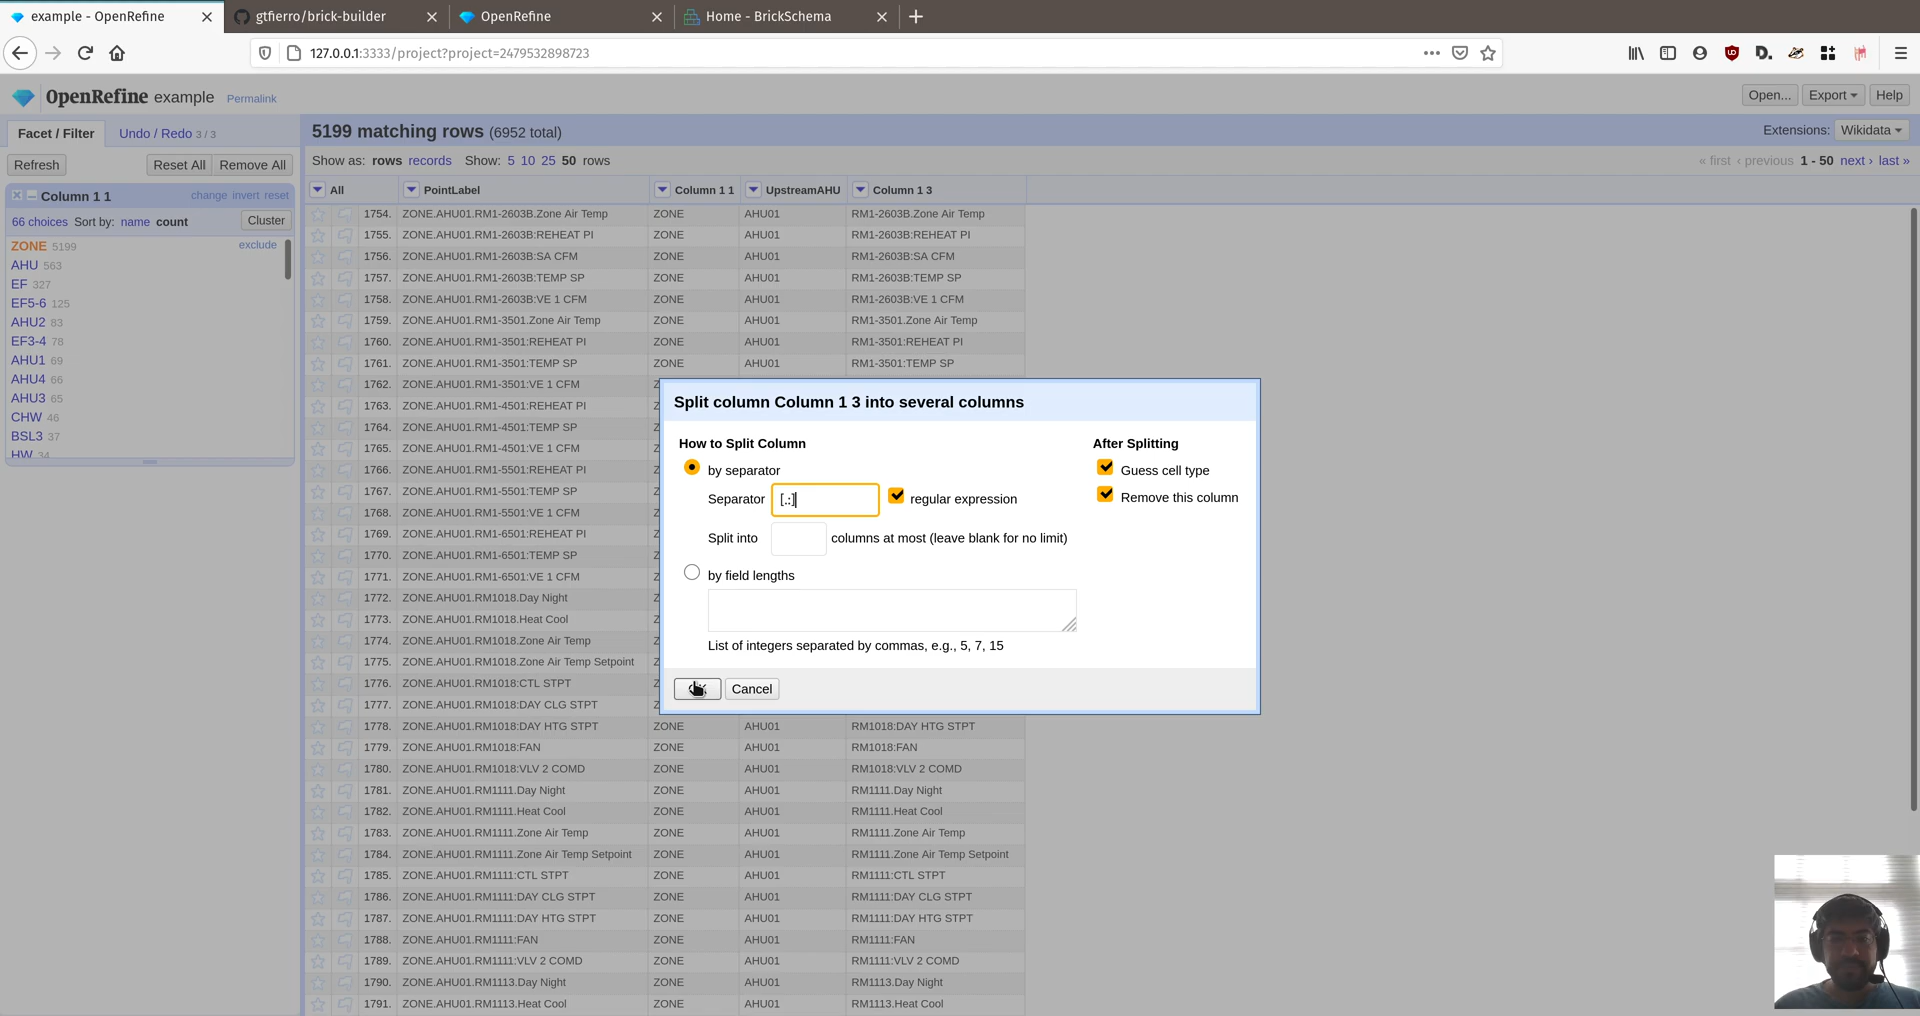 example - OpenRefine
gtfierro/brick-builder
OpenRefine
Home - BrickSchema
127.0.0.1:3333/project?project=2479532898723
OpenRefine example Permalink
Open... Export Help
Facet / Filter Undo / Redo 3 / 3
5199 matching rows (6952 total)
Extensions: Wikidata
Refresh Reset All Remove All
Show as: rows records Show: 5 10 25 50 rows
« first ‹ previous 1 - 50 next › last »
Column 1 1 change invert reset
66 choices Sort by: name count Cluster
ZONE 5199 exclude
AHU 563
EF 327
EF5-6 125
AHU2 83
EF3-4 78
AHU1 69
AHU4 66
AHU3 65
CHW 46
BSL3 37
HW 34
All PointLabel Column 1 1 UpstreamAHU Column 1 3
1754. ZONE.AHU01.RM1-2603B.Zone Air Temp ZONE AHU01 RM1-2603B.Zone Air Temp
1755. ZONE.AHU01.RM1-2603B:REHEAT PI ZONE AHU01 RM1-2603B:REHEAT PI
1756. ZONE.AHU01.RM1-2603B:SA CFM ZONE AHU01 RM1-2603B:SA CFM
1757. ZONE.AHU01.RM1-2603B:TEMP SP ZONE AHU01 RM1-2603B:TEMP SP
1758. ZONE.AHU01.RM1-2603B:VE 1 CFM ZONE AHU01 RM1-2603B:VE 1 CFM
1759. ZONE.AHU01.RM1-3501.Zone Air Temp ZONE AHU01 RM1-3501.Zone Air Temp
1760. ZONE.AHU01.RM1-3501:REHEAT PI ZONE AHU01 RM1-3501:REHEAT PI
1761. ZONE.AHU01.RM1-3501:TEMP SP ZONE AHU01 RM1-3501:TEMP SP
1762. ZONE.AHU01.RM1-3501:VE 1 CFM
1763. ZONE.AHU01.RM1-4501:REHEAT PI
1764. ZONE.AHU01.RM1-4501:TEMP SP
1765. ZONE.AHU01.RM1-4501:VE 1 CFM
1766. ZONE.AHU01.RM1-5501:REHEAT PI
1767. ZONE.AHU01.RM1-5501:TEMP SP
1768. ZONE.AHU01.RM1-5501:VE 1 CFM
1769. ZONE.AHU01.RM1-6501:REHEAT PI
1770. ZONE.AHU01.RM1-6501:TEMP SP
1771. ZONE.AHU01.RM1-6501:VE 1 CFM
1772. ZONE.AHU01.RM1018.Day Night
1773. ZONE.AHU01.RM1018.Heat Cool
1774. ZONE.AHU01.RM1018.Zone Air Temp
1775. ZONE.AHU01.RM1018.Zone Air Temp Setpoint
1776. ZONE.AHU01.RM1018:CTL STPT
1777. ZONE.AHU01.RM1018:DAY CLG STPT
1778. ZONE.AHU01.RM1018:DAY HTG STPT ZONE AHU01 RM1018:DAY HTG STPT
1779. ZONE.AHU01.RM1018:FAN ZONE AHU01 RM1018:FAN
1780. ZONE.AHU01.RM1018:VLV 2 COMD ZONE AHU01 RM1018:VLV 2 COMD
1781. ZONE.AHU01.RM1111.Day Night ZONE AHU01 RM1111.Day Night
1782. ZONE.AHU01.RM1111.Heat Cool ZONE AHU01 RM1111.Heat Cool
1783. ZONE.AHU01.RM1111.Zone Air Temp ZONE AHU01 RM1111.Zone Air Temp
1784. ZONE.AHU01.RM1111.Zone Air Temp Setpoint ZONE AHU01 RM1111.Zone Air Temp Setpoint
1785. ZONE.AHU01.RM1111:CTL STPT ZONE AHU01 RM1111:CTL STPT
1786. ZONE.AHU01.RM1111:DAY CLG STPT ZONE AHU01 RM1111:DAY CLG STPT
1787. ZONE.AHU01.RM1111:DAY HTG STPT ZONE AHU01 RM1111:DAY HTG STPT
1788. ZONE.AHU01.RM1111:FAN ZONE AHU01 RM1111:FAN
1789. ZONE.AHU01.RM1111:VLV 2 COMD ZONE AHU01 RM1111:VLV 2 COMD
1790. ZONE.AHU01.RM1113.Day Night ZONE AHU01 RM1113.Day Night
1791. ZONE.AHU01.RM1113.Heat Cool ZONE AHU01 RM1113.Heat Cool
Split column Column 1 3 into several columns
How to Split Column After Splitting
by separator Guess cell type
Separator [.:] regular expression Remove this column
Split into columns at most (leave blank for no limit)
by field lengths
List of integers separated by commas, e.g., 5, 7, 15
Cancel